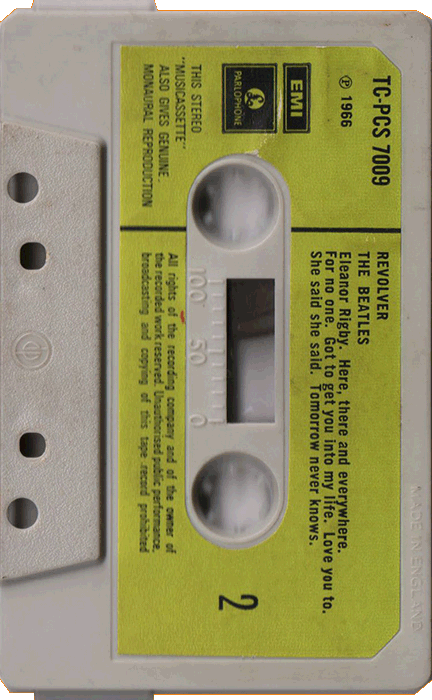 TC-PCS 7009
Ⓟ 1966
EMI
PARLOPHONE
THIS STEREO
"MUSICASSETTE"
ALSO GIVES GENUINE
MONAURAL REPRODUCTION
REVOLVER
THE BEATLES
Eleanor Rigby. Here, there and everywhere.
For no one. Got to get you into my life. Love you to.
She said she said. Tomorrow never knows.
100 50 0
All rights of the recording company and of the owner of
the recorded work reserved. Unauthorised public performance,
broadcasting and copying of this tape record prohibited
2
MADE IN ENGLAND